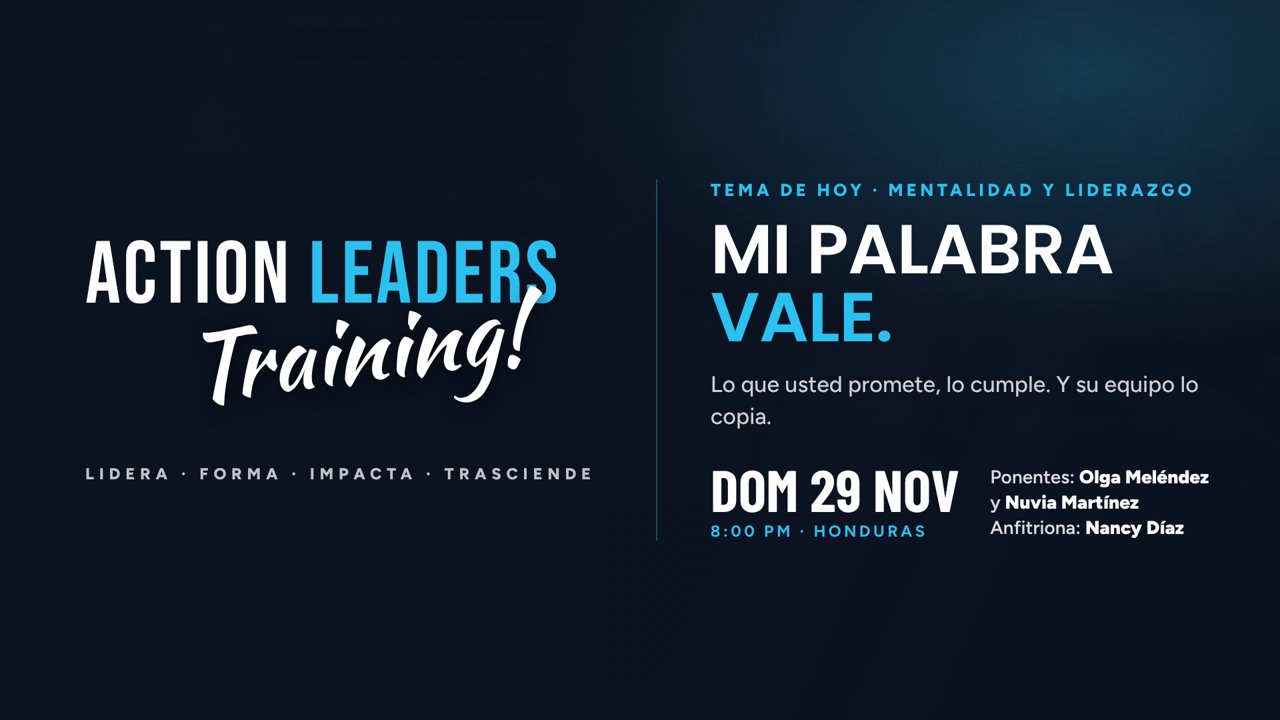 ACTION LEADERS
Training!
LIDERA · FORMA · IMPACTA · TRASCIENDE
TEMA DE HOY · MENTALIDAD Y LIDERAZGO
MI PALABRA
VALE.
Lo que usted promete, lo cumple. Y su equipo lo
copia.
DOM 29 NOV
8:00 PM · HONDURAS
Ponentes: Olga Meléndez
y Nuvia Martínez
Anfitriona: Nancy Díaz